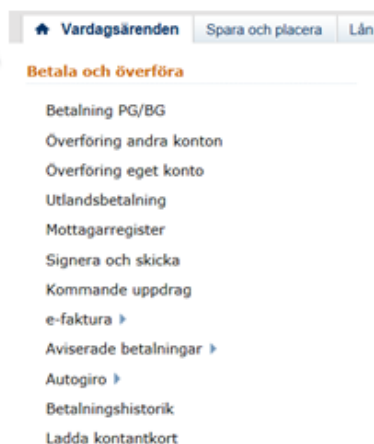 Vardagsärenden Spara och placera Lån
Betala och överföra
Betalning PG/BG
Överföring andra konton
Överföring eget konto
Utlandsbetalning
Mottagarregister
Signera och skicka
Kommande uppdrag
e-faktura
Aviserade betalningar
Autogiro
Betalningshistorik
Ladda kontantkort